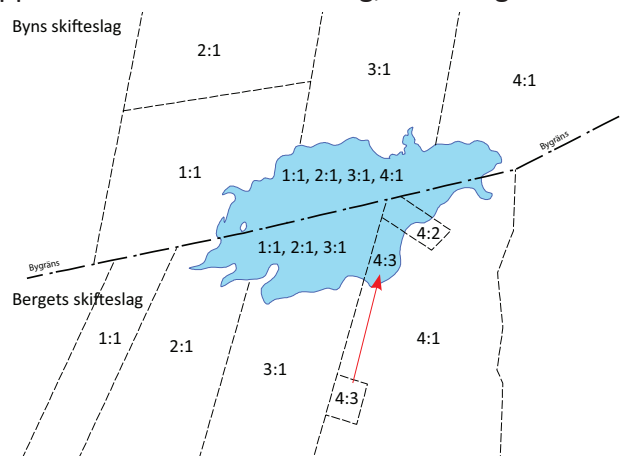 Byns skifteslag
2:1
3:1
4:1
Bygräns
1:1
1:1, 2:1, 3:1, 4:1
4:2
1:1, 2:1, 3:1
4:3
Bygräns
Bergets skifteslag
1:1
2:1
4:1
3:1
4:3